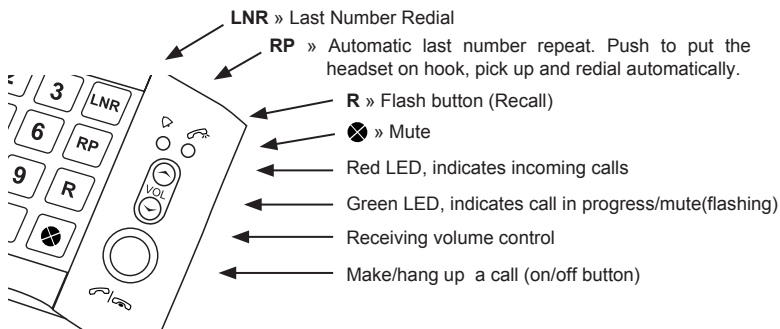 LNR » Last Number Redial
RP » Automatic last number repeat. Push to put the
headset on hook, pick up and redial automatically.
R » Flash button (Recall)
» Mute
Red LED, indicates incoming calls
Green LED, indicates call in progress/mute(flashing)
Receiving volume control
Make/hang up a call (on/off button)
3 LNR
6 RP
9 R
VOL